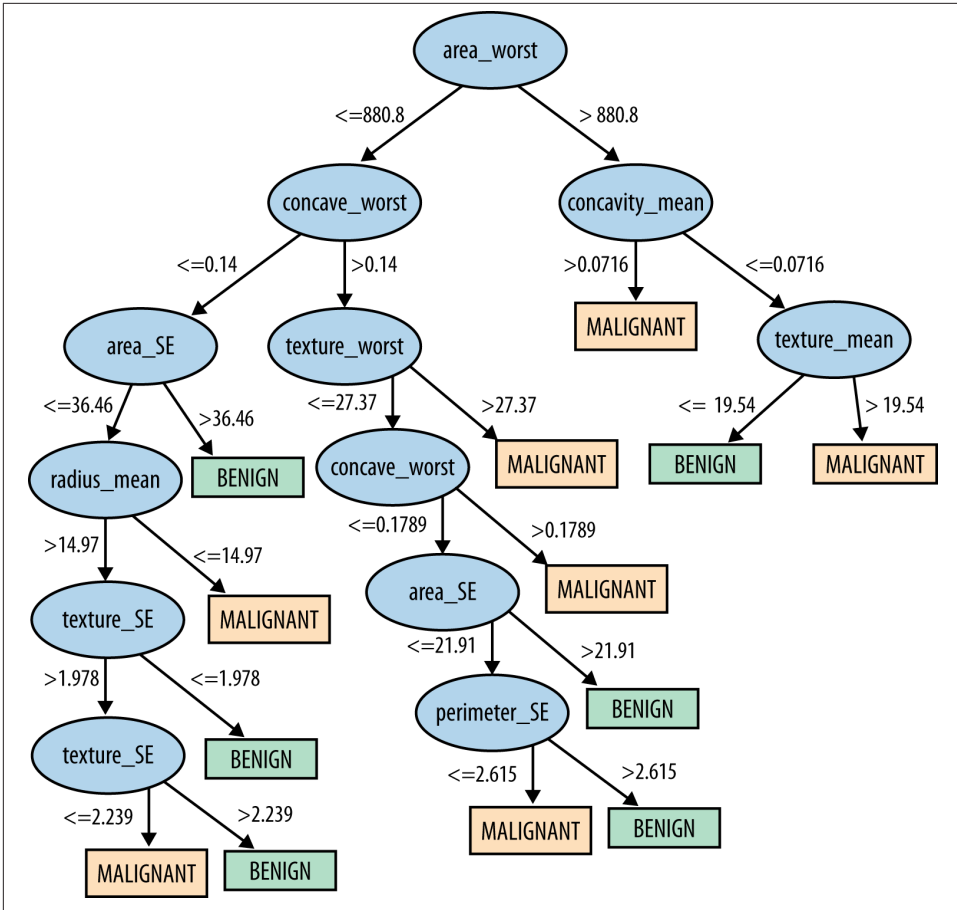 area_worst
<=880.8
> 880.8
concave_worst
concavity_mean
<=0.14
>0.14
>0.0716
<=0.0716
MALIGNANT
area_SE
texture_worst
texture_mean
<=36.46
>36.46
<=27.37
>27.37
<= 19.54
> 19.54
radius_mean
BENIGN
concave_worst
MALIGNANT
BENIGN
MALIGNANT
>14.97
<=14.97
<=0.1789
>0.1789
texture_SE
MALIGNANT
area_SE
MALIGNANT
>1.978
<=1.978
<=21.91
>21.91
texture_SE
BENIGN
perimeter_SE
BENIGN
<=2.239
>2.239
<=2.615
>2.615
MALIGNANT
BENIGN
MALIGNANT
BENIGN